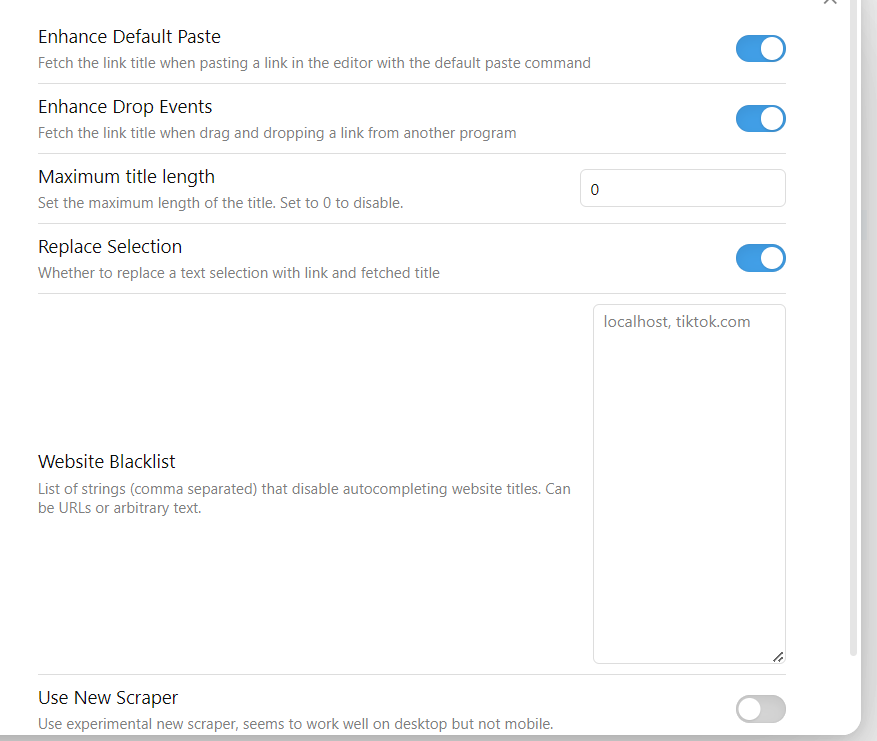 Enhance Default Paste
Fetch the link title when pasting a link in the editor with the default paste command
Enhance Drop Events
Fetch the link title when drag and dropping a link from another program
Maximum title length
Set the maximum length of the title. Set to 0 to disable.
0
Replace Selection
Whether to replace a text selection with link and fetched title
localhost, tiktok.com
Website Blacklist
List of strings (comma separated) that disable autocompleting website titles. Can
be URLs or arbitrary text.
Use New Scraper
Use experimental new scraper, seems to work well on desktop but not mobile.